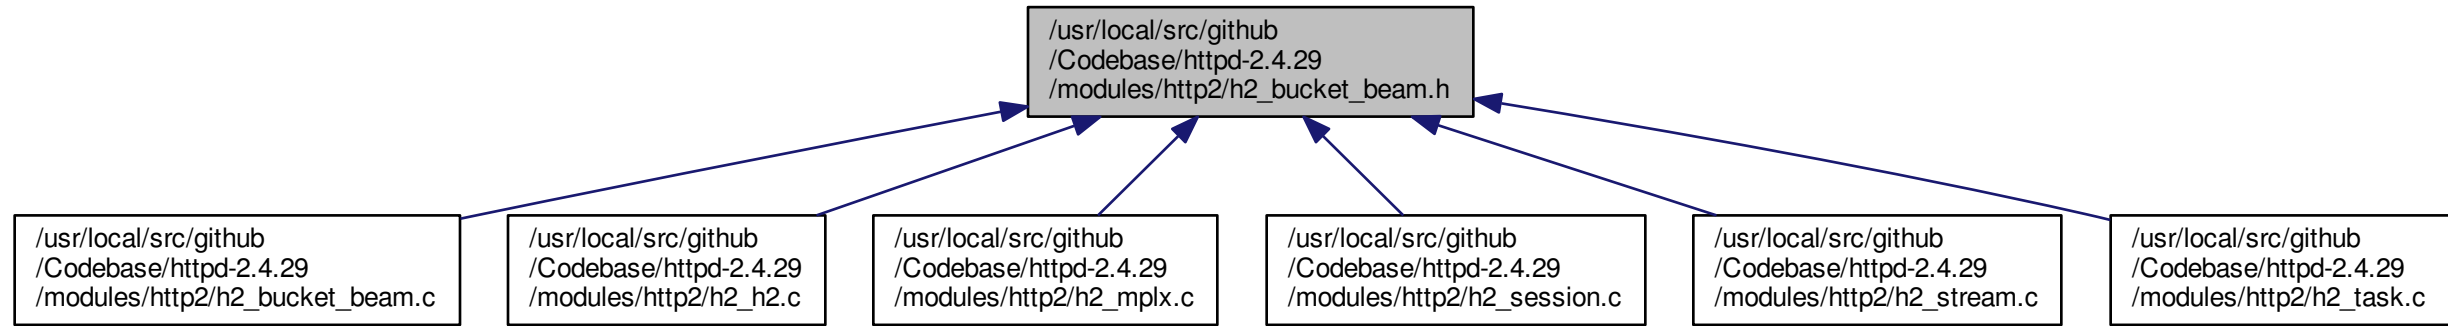 /usr/local/src/github
/Codebase/httpd-2.4.29
/modules/http2/h2_bucket_beam.h
/usr/local/src/github
/Codebase/httpd-2.4.29
/modules/http2/h2_bucket_beam.c
/usr/local/src/github
/Codebase/httpd-2.4.29
/modules/http2/h2_h2.c
/usr/local/src/github
/Codebase/httpd-2.4.29
/modules/http2/h2_mplx.c
/usr/local/src/github
/Codebase/httpd-2.4.29
/modules/http2/h2_session.c
/usr/local/src/github
/Codebase/httpd-2.4.29
/modules/http2/h2_stream.c
/usr/local/src/github
/Codebase/httpd-2.4.29
/modules/http2/h2_task.c